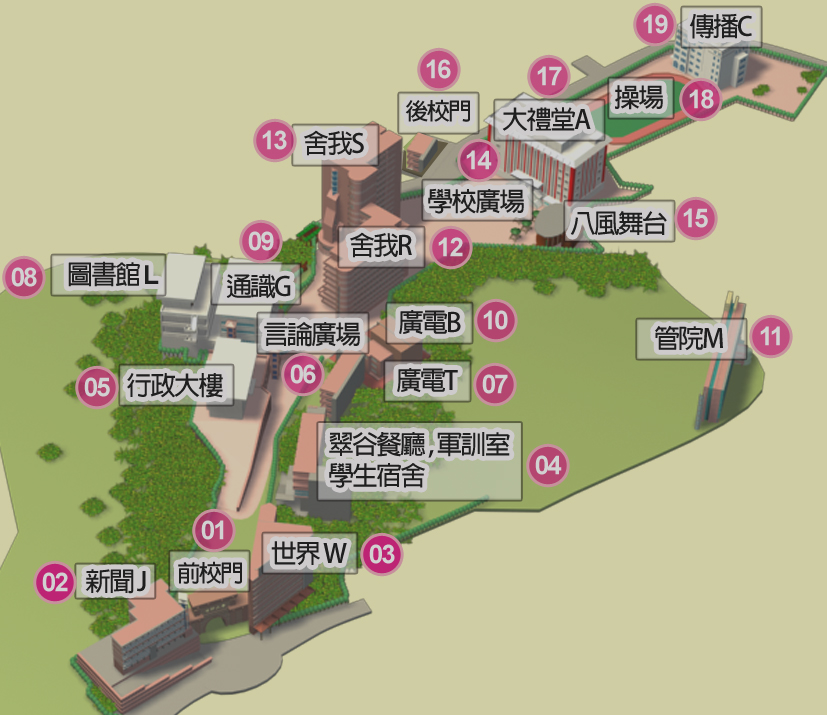 19 傳播C
16
後校門
17
大禮堂A
操場 18
13 舍我S
14
學校廣場
八風舞台 15
09
舍我R 12
08 圖書館L
通識G
言論廣場
廣電B 10
管院M 11
05 行政大樓
06
廣電T 07
翠谷餐廳,軍訓室
學生宿舍
04
01
前校門
世界W 03
02 新聞J